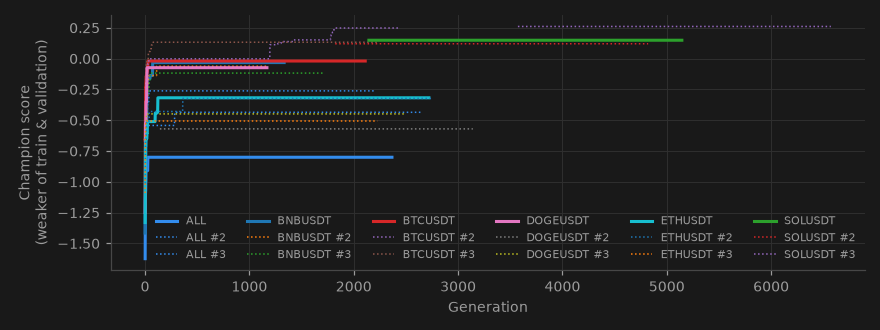 Champion score
(weaker of train & validation)
0.25
0.00
−0.25
−0.50
−0.75
−1.00
−1.25
−1.50
ALL BNBUSDT BTCUSDT DOGEUSDT ETHUSDT SOLUSDT
ALL #2 BNBUSDT #2 BTCUSDT #2 DOGEUSDT #2 ETHUSDT #2 SOLUSDT #2
ALL #3 BNBUSDT #3 BTCUSDT #3 DOGEUSDT #3 ETHUSDT #3 SOLUSDT #3
0 1000 2000 3000 4000 5000 6000
Generation